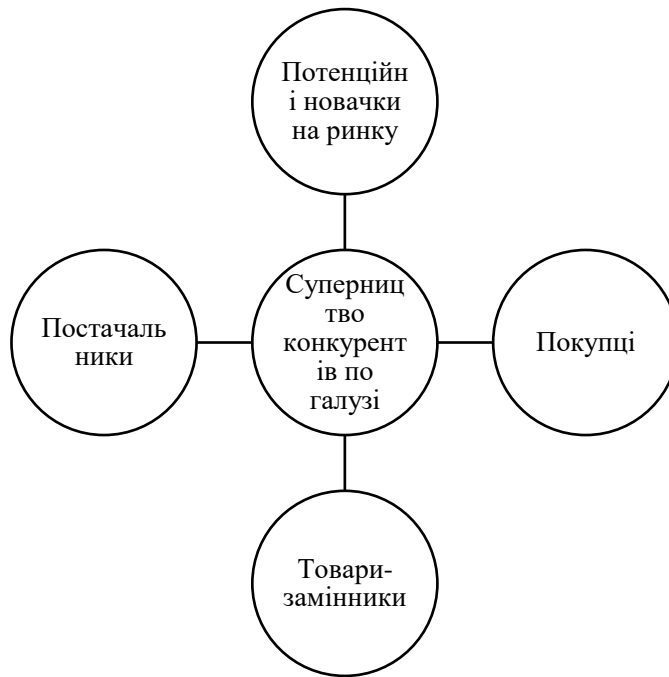 Потенційн
і новачки
на ринку
Постачаль
ники
Суперниц
тво
конкурент
ів по
галузі
Покупці
Товари-
замінники